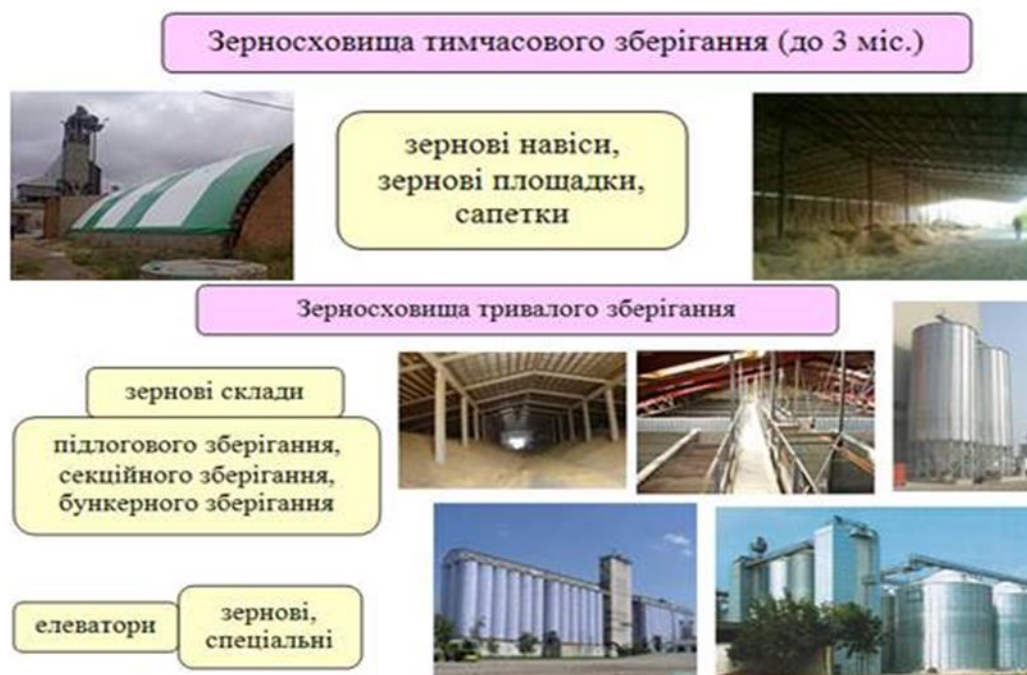 Зерносховища тимчасового зберігання (до 3 міс.)
зернові навіси,
зернові площадки,
сапетки
Зерносховища тривалого зберігання
зернові склади
підлогового зберігання,
секційного зберігання,
бункерного зберігання
елеватори
зернові,
спеціальні